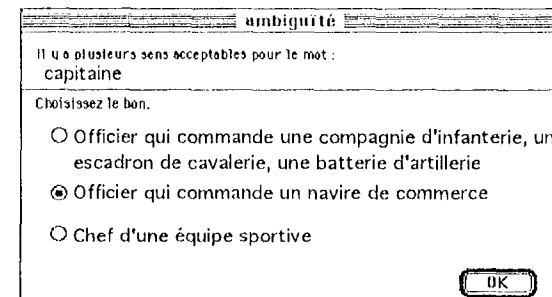 ambiguïté
Il y a plusieurs sens acceptables pour le mot :
capitaine
Choisissez le bon.
Officier qui commande une compagnie d'infanterie, un
escadron de cavalerie, une batterie d'artillerie
Officier qui commande un navire de commerce
Chef d'une équipe sportive
OK